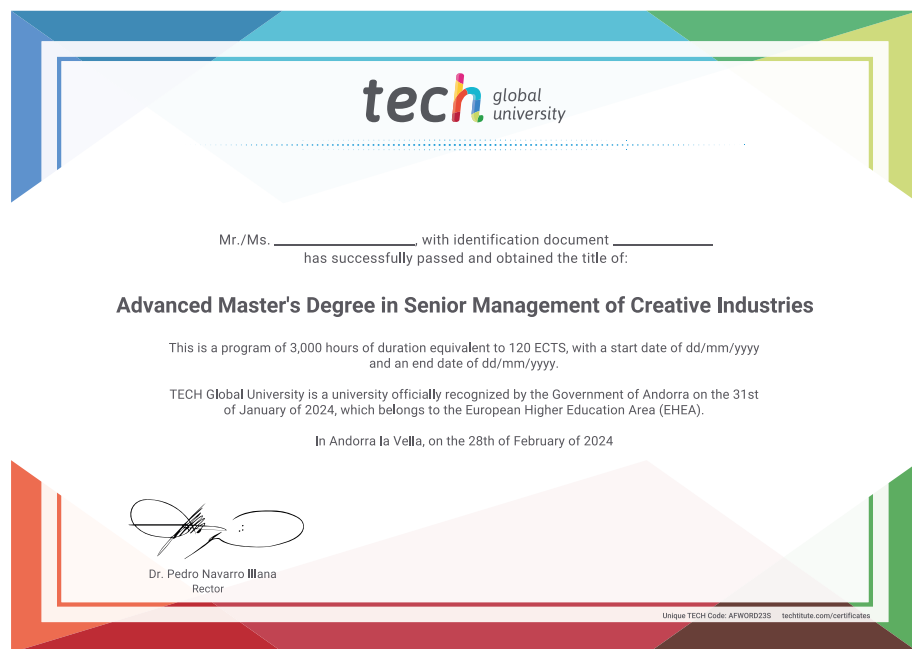 tech global university
Mr./Ms. ________________, with identification document ___________
has successfully passed and obtained the title of:
Advanced Master's Degree in Senior Management of Creative Industries
This is a program of 3,000 hours of duration equivalent to 120 ECTS, with a start date of dd/mm/yyyy
and an end date of dd/mm/yyyy.
TECH Global University is a university officially recognized by the Government of Andorra on the 31st
of January of 2024, which belongs to the European Higher Education Area (EHEA).
In Andorra la Vella, on the 28th of February of 2024
Dr. Pedro Navarro Illana
Rector
Unique TECH Code: AFWORD23S techtitute.com/certificates